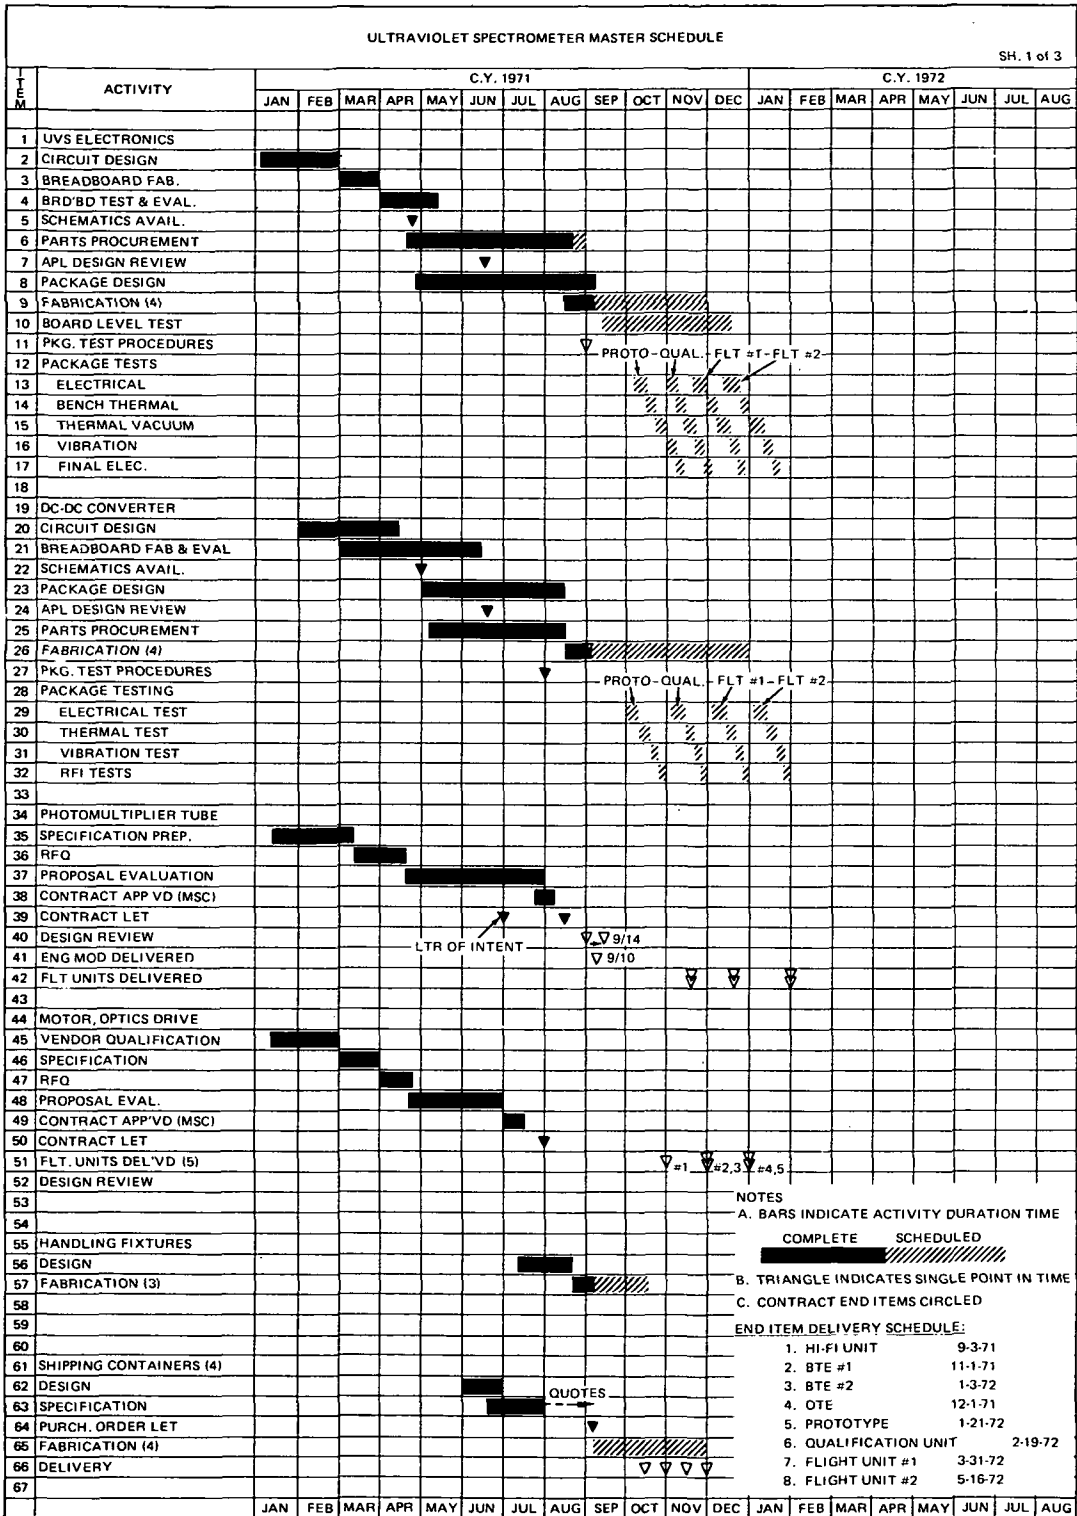 ULTRAVIOLET SPECTROMETER MASTER SCHEDULE
SH. 1 of 3
ITEM ACTIVITY C.Y. 1971 C.Y. 1972
JAN FEB MAR APR MAY JUN JUL AUG SEP OCT NOV DEC JAN FEB MAR APR MAY JUN JUL AUG
1 UVS ELECTRONICS
2 CIRCUIT DESIGN
3 BREADBOARD FAB.
4 BRD'BD TEST & EVAL.
5 SCHEMATICS AVAIL.
6 PARTS PROCUREMENT
7 APL DESIGN REVIEW
8 PACKAGE DESIGN
9 FABRICATION (4)
10 BOARD LEVEL TEST
11 PKG. TEST PROCEDURES
PROTO-QUAL.-FLT #1-FLT #2
12 PACKAGE TESTS
13 ELECTRICAL
14 BENCH THERMAL
15 THERMAL VACUUM
16 VIBRATION
17 FINAL ELEC.
18
19 DC-DC CONVERTER
20 CIRCUIT DESIGN
21 BREADBOARD FAB & EVAL
22 SCHEMATICS AVAIL.
23 PACKAGE DESIGN
24 APL DESIGN REVIEW
25 PARTS PROCUREMENT
26 FABRICATION (4)
27 PKG. TEST PROCEDURES
PROTO-QUAL.-FLT #1-FLT #2
28 PACKAGE TESTING
29 ELECTRICAL TEST
30 THERMAL TEST
31 VIBRATION TEST
32 RFI TESTS
33
34 PHOTOMULTIPLIER TUBE
35 SPECIFICATION PREP.
36 RFQ
37 PROPOSAL EVALUATION
38 CONTRACT APP VD (MSC)
39 CONTRACT LET
40 DESIGN REVIEW 9/14
LTR OF INTENT
41 ENG MOD DELIVERED 9/10
42 FLT UNITS DELIVERED
43
44 MOTOR, OPTICS DRIVE
45 VENDOR QUALIFICATION
46 SPECIFICATION
47 RFQ
48 PROPOSAL EVAL.
49 CONTRACT APP'VD (MSC)
50 CONTRACT LET
51 FLT. UNITS DEL'VD (5) #1 #2,3 #4,5
52 DESIGN REVIEW
53
54
55 HANDLING FIXTURES
56 DESIGN
57 FABRICATION (3)
58
59
60
61 SHIPPING CONTAINERS (4)
62 DESIGN
QUOTES
63 SPECIFICATION
64 PURCH. ORDER LET
65 FABRICATION (4)
66 DELIVERY
67
NOTES
A. BARS INDICATE ACTIVITY DURATION TIME
COMPLETE SCHEDULED
B. TRIANGLE INDICATES SINGLE POINT IN TIME
C. CONTRACT END ITEMS CIRCLED
END ITEM DELIVERY SCHEDULE:
1. HI-FI UNIT 9-3-71
2. BTE #1 11-1-71
3. BTE #2 1-3-72
4. OTE 12-1-71
5. PROTOTYPE 1-21-72
6. QUALIFICATION UNIT 2-19-72
7. FLIGHT UNIT #1 3-31-72
8. FLIGHT UNIT #2 5-16-72
JAN FEB MAR APR MAY JUN JUL AUG SEP OCT NOV DEC JAN FEB MAR APR MAY JUN JUL AUG